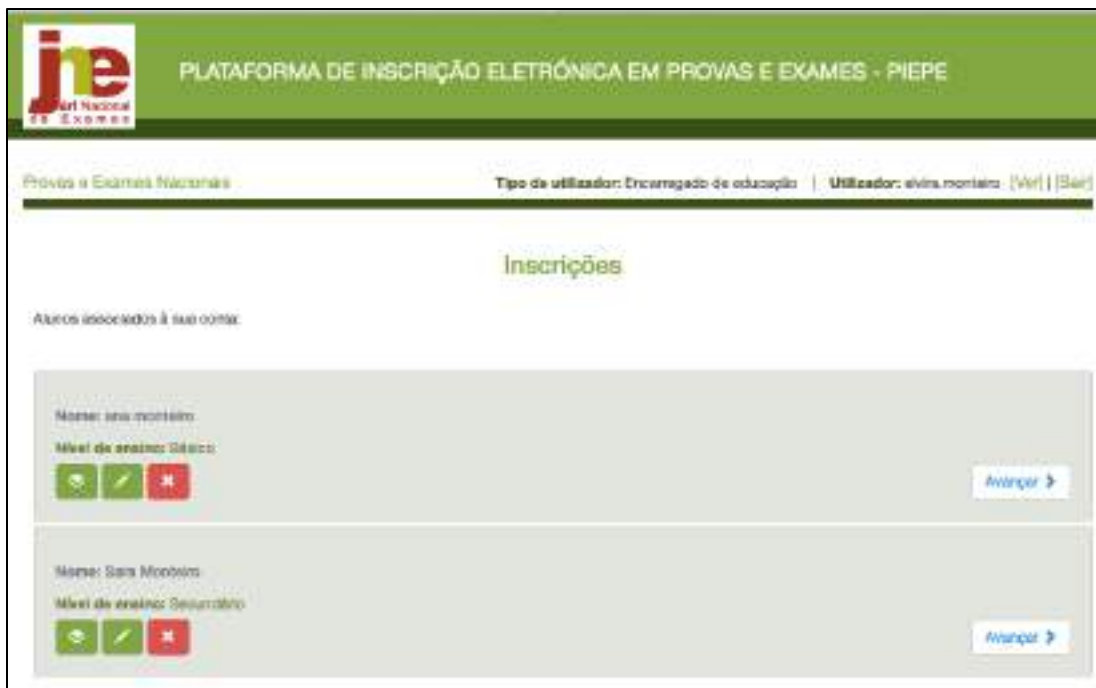 jne
Júri Nacional
de Exames
PLATAFORMA DE INSCRIÇÃO ELETRÓNICA EM PROVAS E EXAMES - PIEPE
Provas e Exames Nacionais
Tipo de utilizador: Encarregado de educação | Utilizador: elvira.monteiro [Ver] | [Sair]
Inscrições
Alunos associados à sua conta:
Nome: ana monteiro
Nível de ensino: Básico
Avançar
Nome: Sara Monteiro
Nível de ensino: Secundário
Avançar